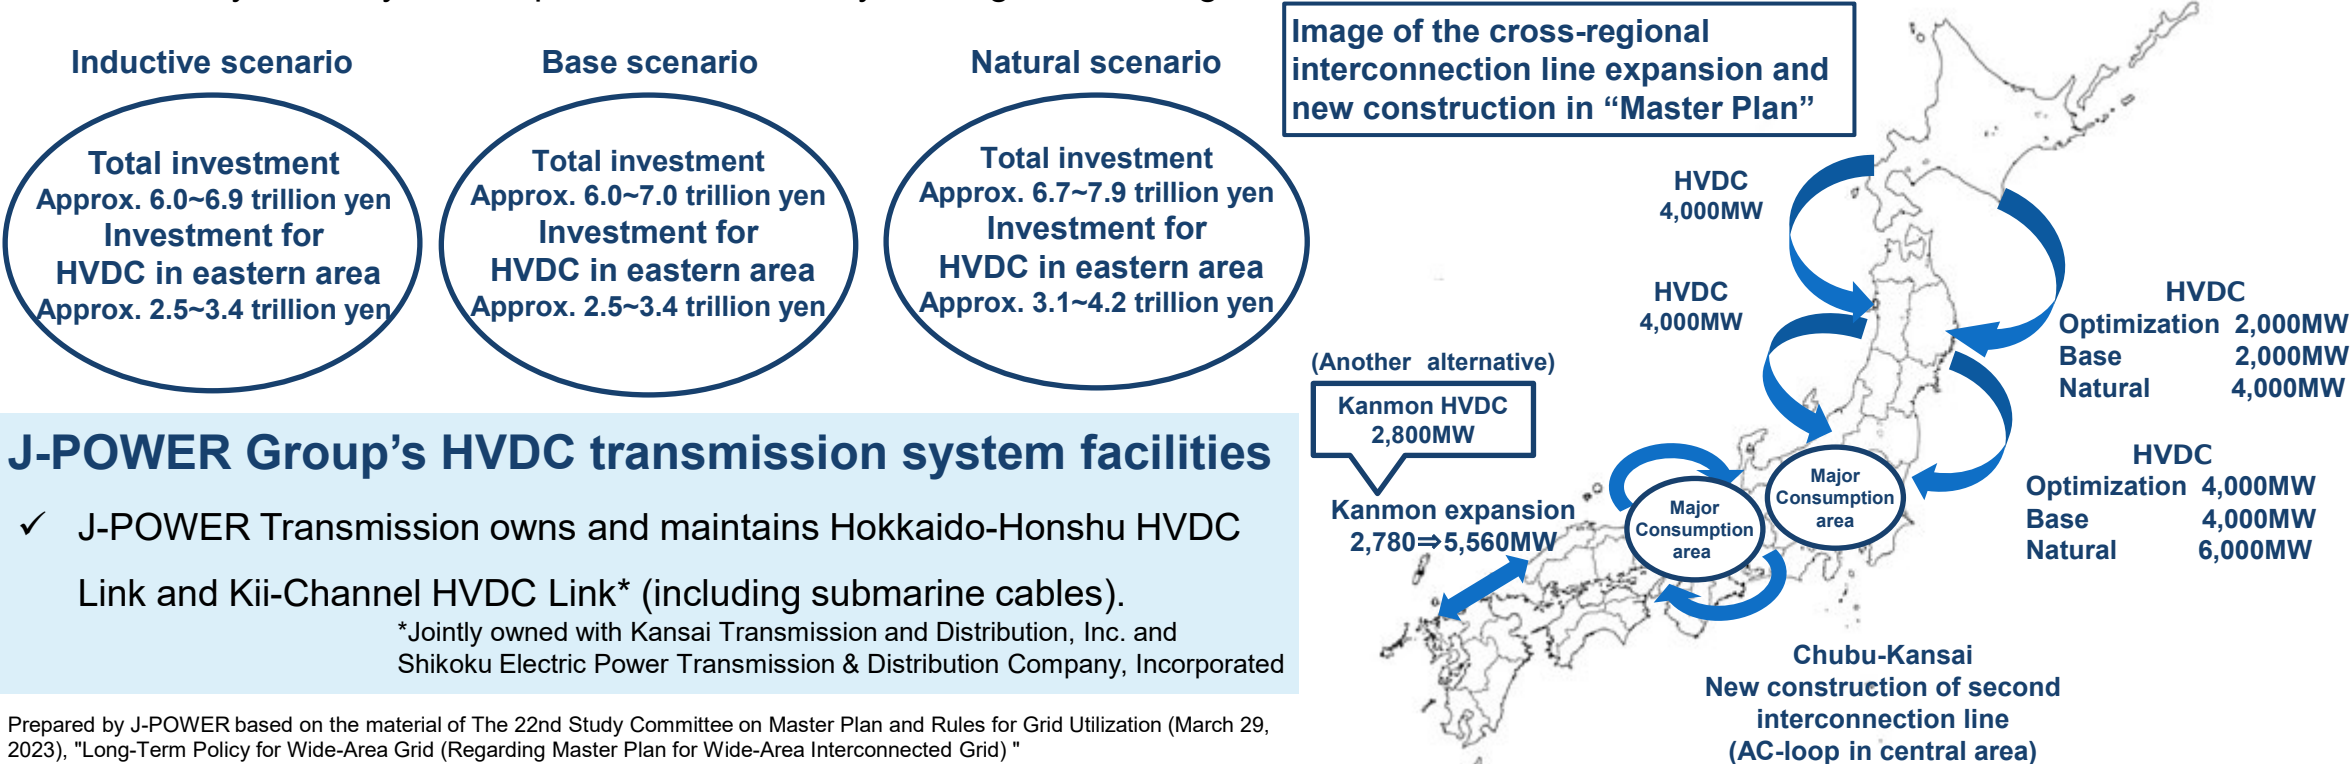 Inductive scenario
Total investment
Approx. 6.0~6.9 trillion yen
Investment for
HVDC in eastern area
Approx. 2.5~3.4 trillion yen
Base scenario
Total investment
Approx. 6.0~7.0 trillion yen
Investment for
HVDC in eastern area
Approx. 2.5~3.4 trillion yen
Natural scenario
Total investment
Approx. 6.7~7.9 trillion yen
Investment for
HVDC in eastern area
Approx. 3.1~4.2 trillion yen
J-POWER Group’s HVDC transmission system facilities
✓ J-POWER Transmission owns and maintains Hokkaido-Honshu HVDC
Link and Kii-Channel HVDC Link* (including submarine cables).
*Jointly owned with Kansai Transmission and Distribution, Inc. and
Shikoku Electric Power Transmission & Distribution Company, Incorporated
Prepared by J-POWER based on the material of The 22nd Study Committee on Master Plan and Rules for Grid Utilization (March 29,
2023), "Long-Term Policy for Wide-Area Grid (Regarding Master Plan for Wide-Area Interconnected Grid) "
Image of the cross-regional
interconnection line expansion and
new construction in “Master Plan”
HVDC
4,000MW
HVDC
4,000MW
HVDC
Optimization 2,000MW
Base 2,000MW
Natural 4,000MW
HVDC
Optimization 4,000MW
Base 4,000MW
Natural 6,000MW
(Another alternative)
Kanmon HVDC
2,800MW
Kanmon expansion
2,780⇒5,560MW
Major
Consumption
area
Major
Consumption
area
Chubu-Kansai
New construction of second
interconnection line
(AC-loop in central area)